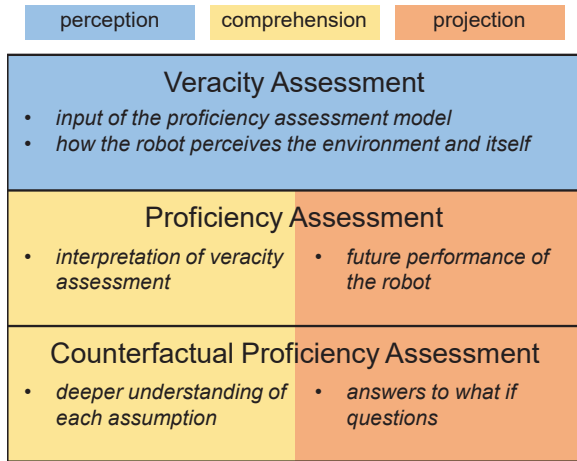 perception comprehension projection
Veracity Assessment
• input of the proficiency assessment model
• how the robot perceives the environment and itself
Proficiency Assessment
• interpretation of veracity
assessment
• future performance of
the robot
Counterfactual Proficiency Assessment
• deeper understanding of
each assumption
• answers to what if
questions